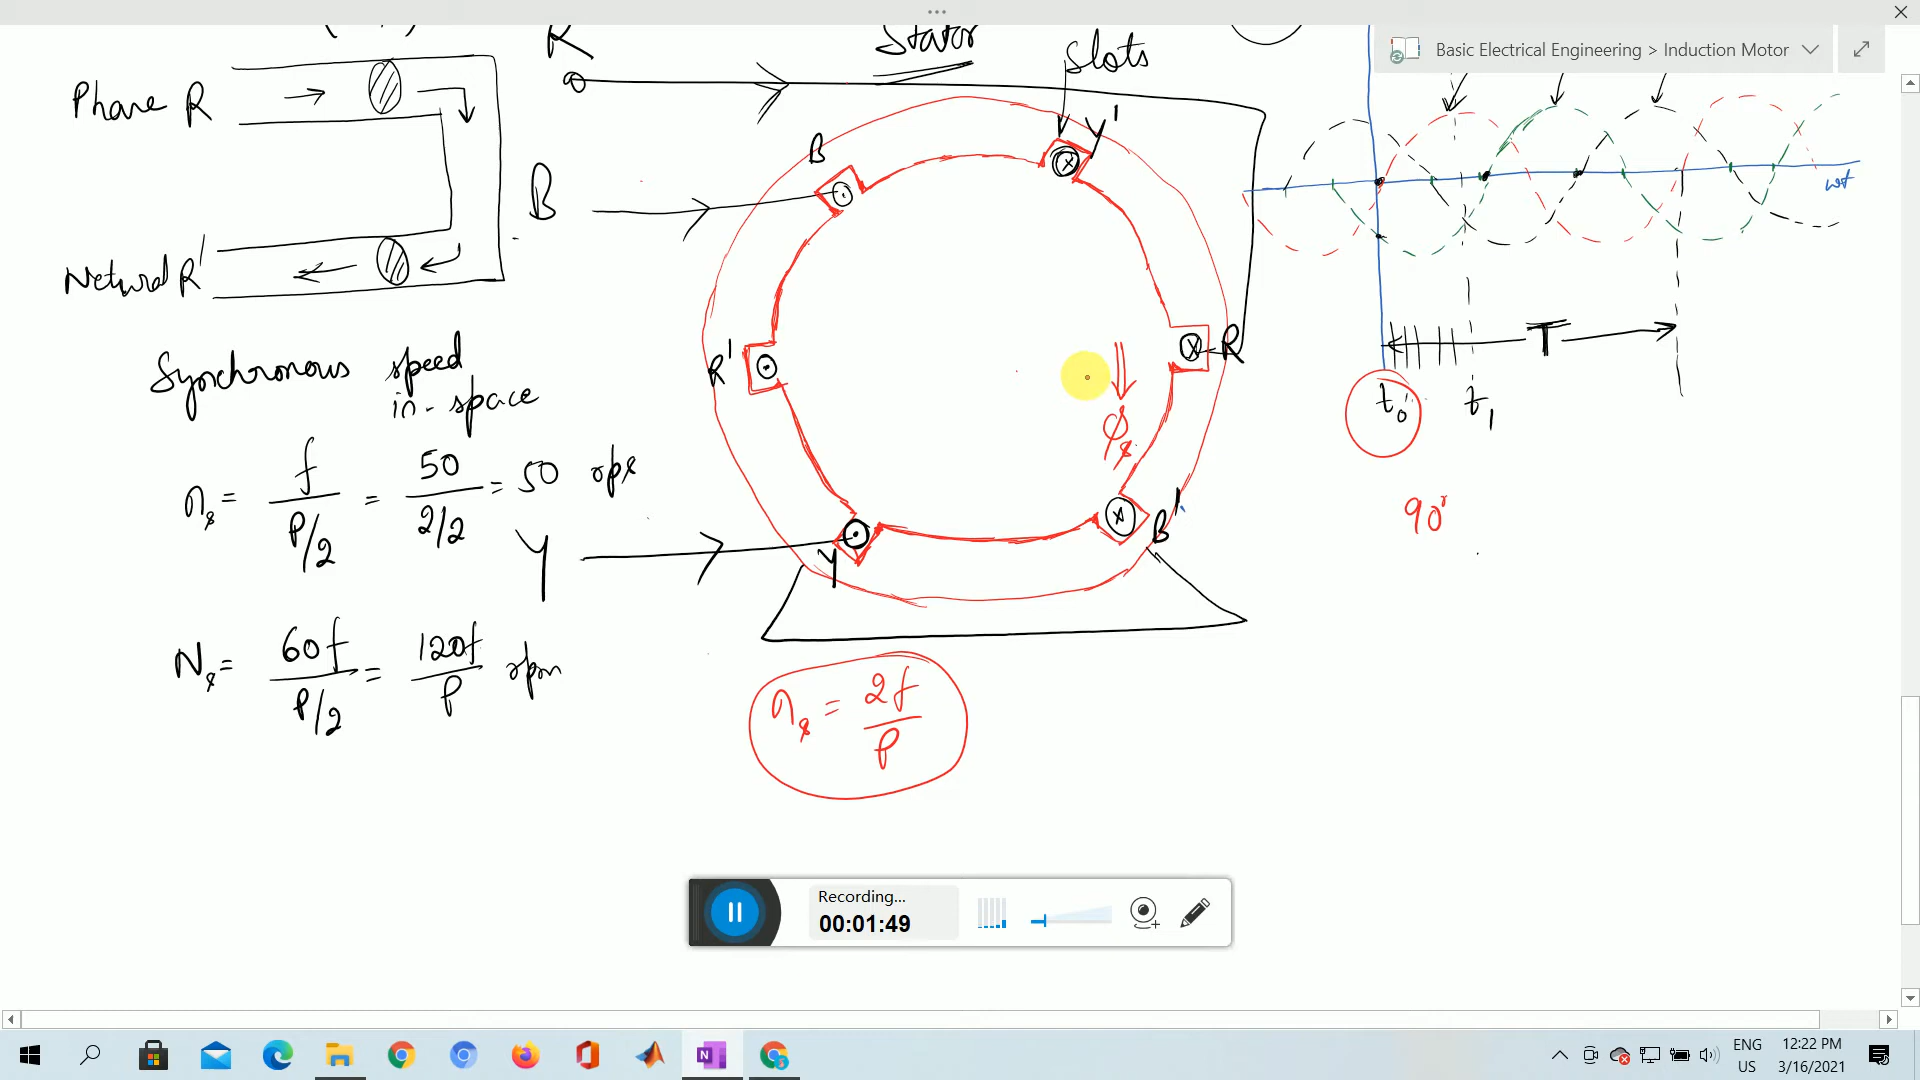 Stator
Slots
Basic Electrical Engineering > Induction Motor
Phase R
R
B
B
Y'
wt
Netural R'
R'
R
T
t₀
t₁
Synchronous speed
in-space
ϕₛ
90°
nₛ = f / P/2 = 50 / 2/2 = 50 rps
Y
Y
B'
Nₛ = 60f / P/2 = 120f / P rpm
nₛ = 2f / P
Recording...
00:01:49
ENG
US
12:22 PM
3/16/2021